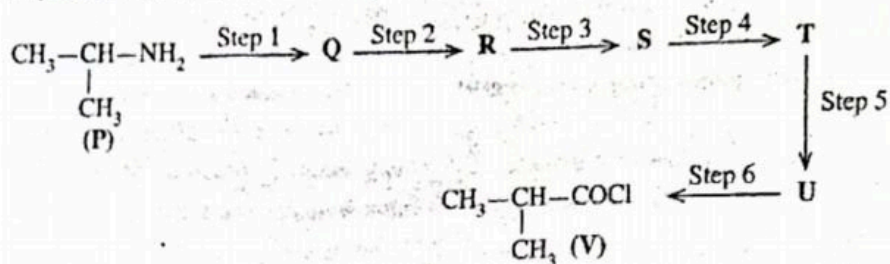 CH₃−CH−NH₂ Step 1 Q Step 2 R Step 3 S Step 4 T
CH₃
(P)
Step 5
CH₃−CH−COCl Step 6 U
CH₃ (V)